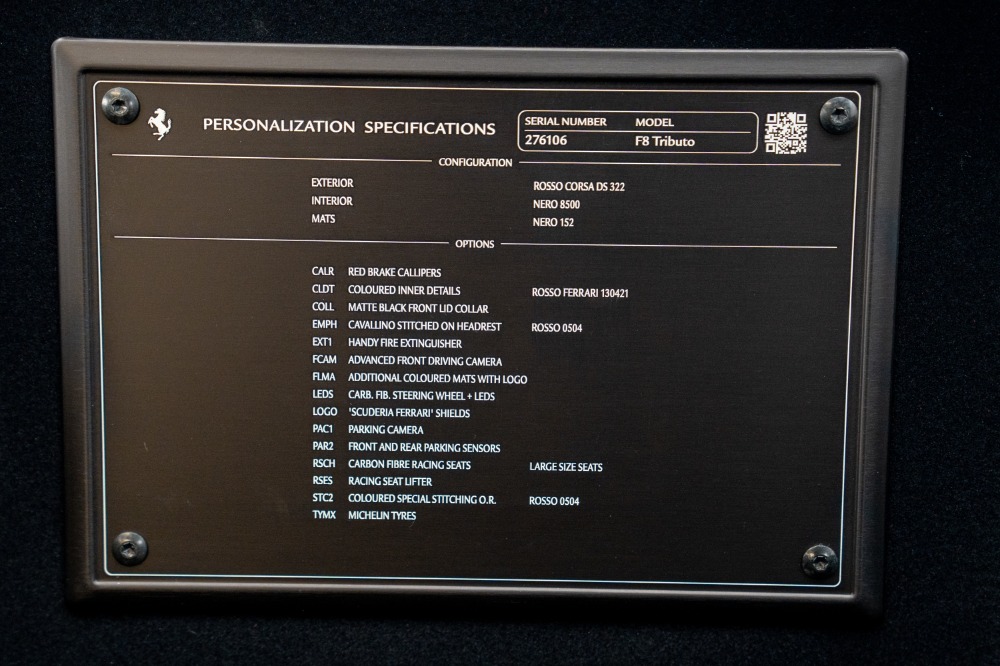 PERSONALIZATION SPECIFICATIONS
SERIAL NUMBER MODEL
276106 F8 Tributo
CONFIGURATION
EXTERIOR ROSSO CORSA DS 322
INTERIOR NERO 8500
MATS NERO 152
OPTIONS
CALR RED BRAKE CALLIPERS
CLDT COLOURED INNER DETAILS ROSSO FERRARI 130421
COLL MATTE BLACK FRONT LID COLLAR
EMPH CAVALLINO STITCHED ON HEADREST ROSSO 0504
EXT1 HANDY FIRE EXTINGUISHER
FCAM ADVANCED FRONT DRIVING CAMERA
FLMA ADDITIONAL COLOURED MATS WITH LOGO
LEDS CARB. FIB. STEERING WHEEL + LEDS
LOGO 'SCUDERIA FERRARI' SHIELDS
PAC1 PARKING CAMERA
PAR2 FRONT AND REAR PARKING SENSORS
RSCH CARBON FIBRE RACING SEATS LARGE SIZE SEATS
RSES RACING SEAT LIFTER
STC2 COLOURED SPECIAL STITCHING O.R. ROSSO 0504
TYMX MICHELIN TYRES